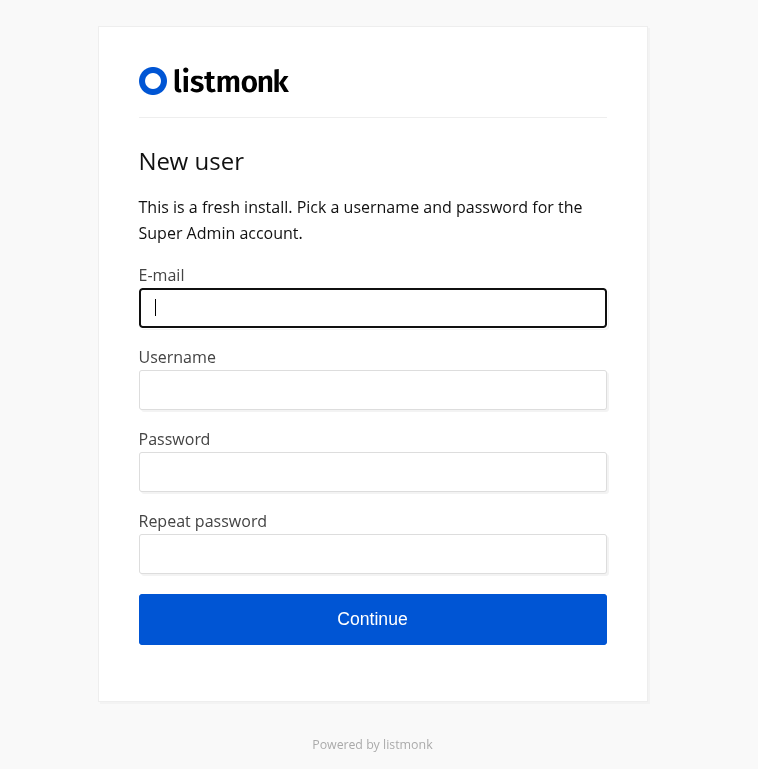 listmonk
New user
This is a fresh install. Pick a username and password for the
Super Admin account.
E-mail
Username
Password
Repeat password
Continue
Powered by listmonk